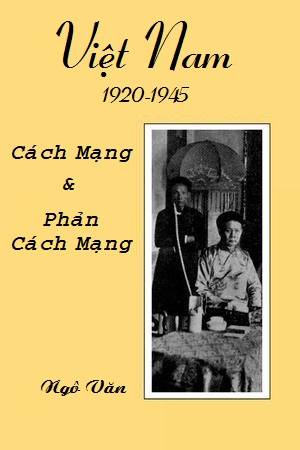 Việt Nam
1920-1945
Cách Mạng
&
Phản
Cách Mạng
Ngô Văn